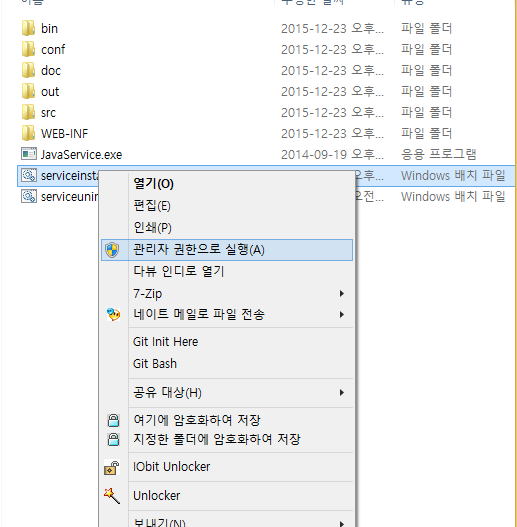 이름 수정한 날짜 유형
bin 2015-12-23 오후... 파일 폴더
conf 2015-12-23 오후... 파일 폴더
doc 2015-12-23 오후... 파일 폴더
out 2015-12-23 오후... 파일 폴더
src 2015-12-23 오후... 파일 폴더
WEB-INF 2015-12-23 오후... 파일 폴더
JavaService.exe 2014-09-19 오후... 응용 프로그램
serviceinsta 오후... Windows 배치 파일
serviceunin 오전... Windows 배치 파일
열기(O)
편집(E)
인쇄(P)
관리자 권한으로 실행(A)
다뷰 인디로 열기
7-Zip
네이트 메일로 파일 전송
Git Init Here
Git Bash
공유 대상(H)
여기에 암호화하여 저장
지정한 폴더에 암호화하여 저장
IObit Unlocker
Unlocker
보내기(N)